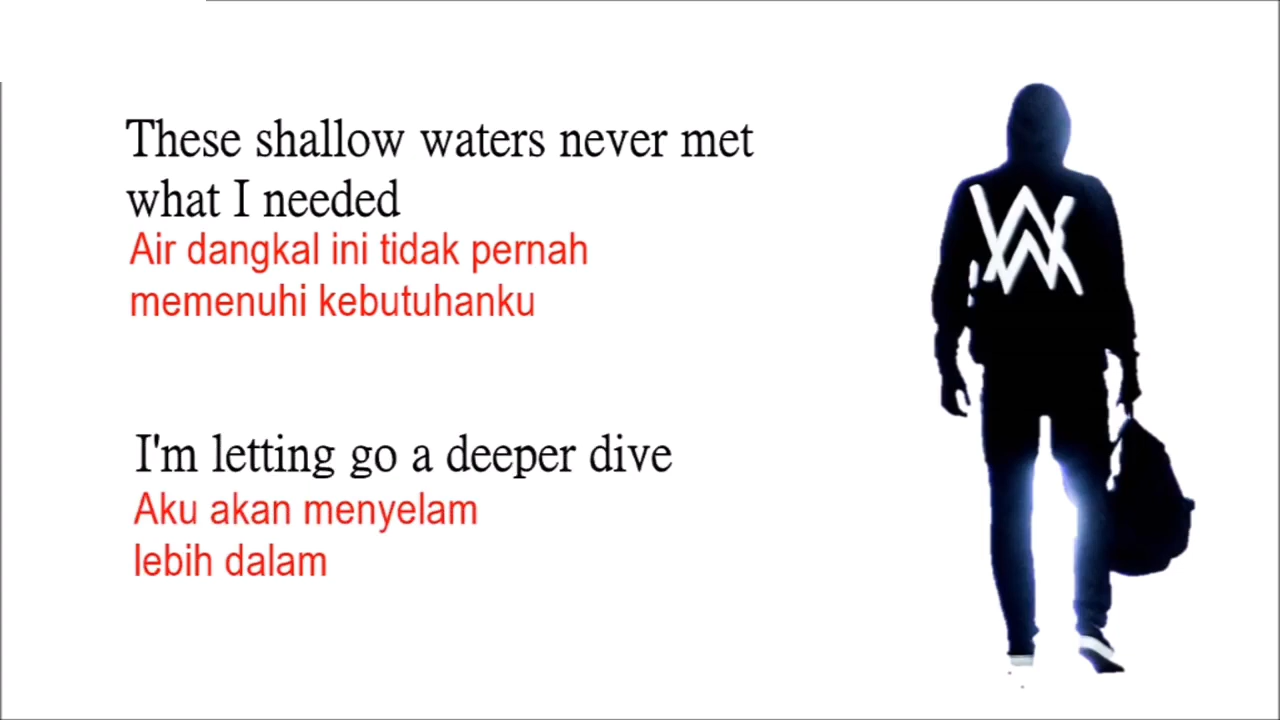 These shallow waters never met
what I needed
Air dangkal ini tidak pernah
memenuhi kebutuhanku
I'm letting go a deeper dive
Aku akan menyelam
lebih dalam